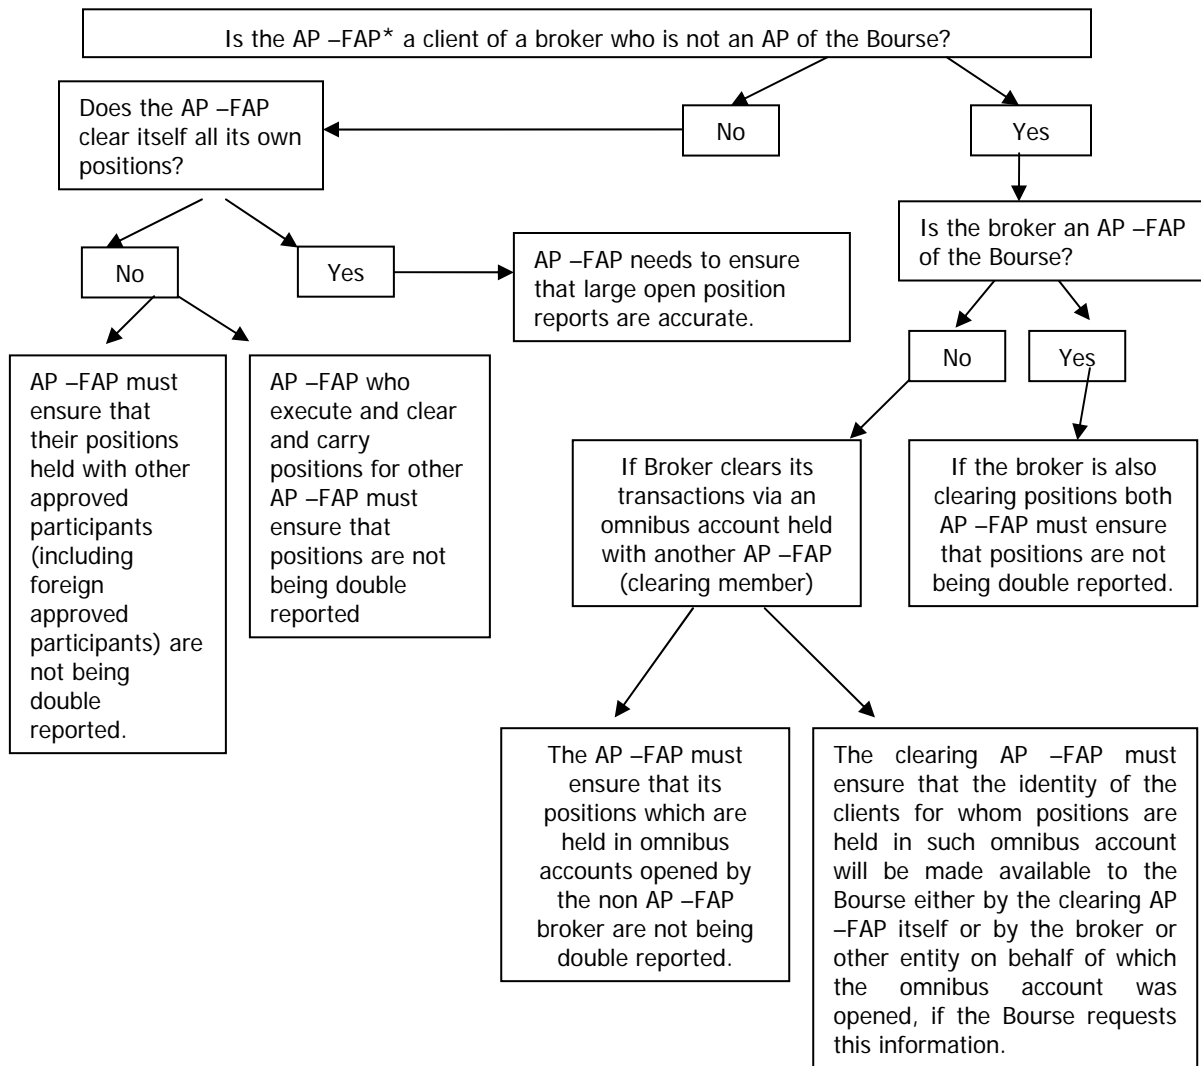 Is the AP –FAP* a client of a broker who is not an AP of the Bourse?
Does the AP –FAP
clear itself all its own
positions?
No
Yes
Is the broker an AP –FAP
of the Bourse?
No
Yes
AP –FAP needs to ensure
that large open position
reports are accurate.
No
Yes
AP –FAP must
ensure that
their positions
held with other
approved
participants
(including
foreign
approved
participants) are
not being
double
reported.
AP –FAP who
execute and clear
and carry
positions for other
AP –FAP must
ensure that
positions are not
being double
reported
If Broker clears its
transactions via an
omnibus account held
with another AP –FAP
(clearing member)
If the broker is also
clearing positions both
AP –FAP must ensure
that positions are not
being double reported.
The AP –FAP must
ensure that its
positions which are
held in omnibus
accounts opened by
the non AP –FAP
broker are not being
double reported.
The clearing AP –FAP must
ensure that the identity of the
clients for whom positions are
held in such omnibus account
will be made available to the
Bourse either by the clearing AP
–FAP itself or by the broker or
other entity on behalf of which
the omnibus account was
opened, if the Bourse requests
this information.